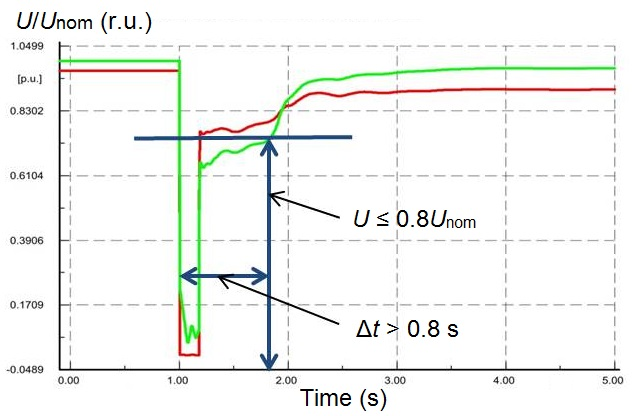 U/Unom (r.u.)
1.0499
[p.u.]
0.8302
0.6104
U ≤ 0.8Unom
0.3906
0.1709
Δt > 0.8 s
-0.0489
0.00 1.00 2.00 3.00 4.00 5.00
Time (s)